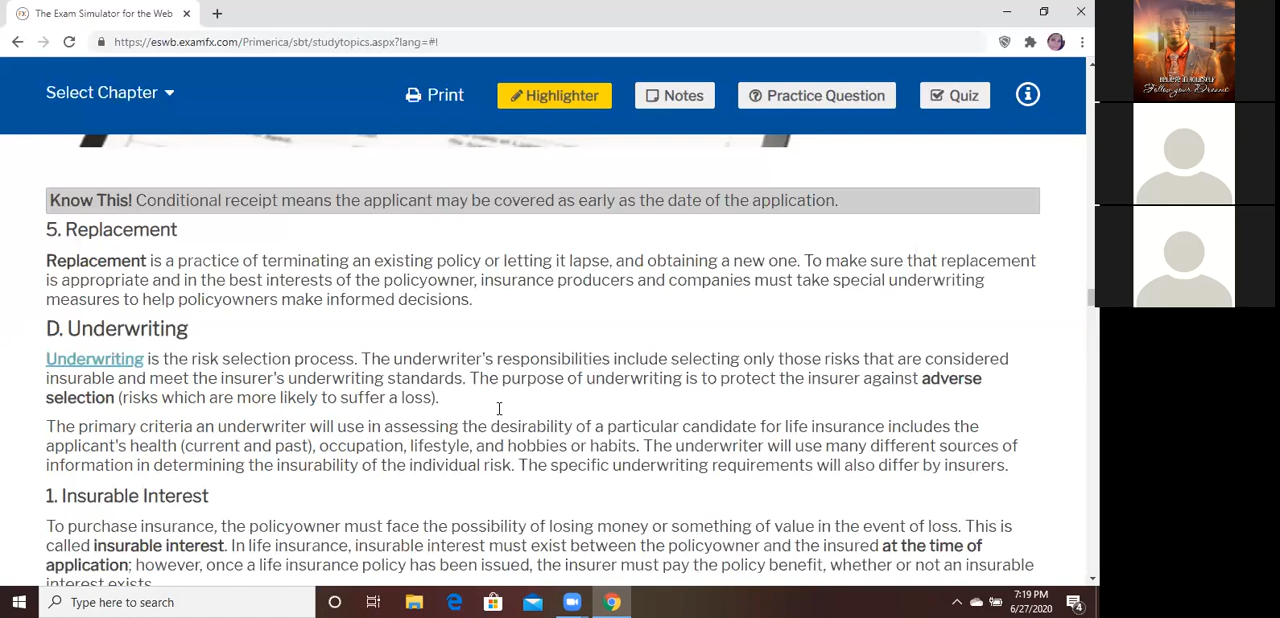 The Exam Simulator for the Web
https://eswb.examfx.com/Primerica/sbt/studytopics.aspx?lang=#!
Select Chapter
Print
Highlighter
Notes
Practice Question
Quiz
Know This! Conditional receipt means the applicant may be covered as early as the date of the application.
5. Replacement
Replacement is a practice of terminating an existing policy or letting it lapse, and obtaining a new one. To make sure that replacement
is appropriate and in the best interests of the policyowner, insurance producers and companies must take special underwriting
measures to help policyowners make informed decisions.
D. Underwriting
Underwriting is the risk selection process. The underwriter's responsibilities include selecting only those risks that are considered
insurable and meet the insurer's underwriting standards. The purpose of underwriting is to protect the insurer against adverse
selection (risks which are more likely to suffer a loss).
The primary criteria an underwriter will use in assessing the desirability of a particular candidate for life insurance includes the
applicant's health (current and past), occupation, lifestyle, and hobbies or habits. The underwriter will use many different sources of
information in determining the insurability of the individual risk. The specific underwriting requirements will also differ by insurers.
1. Insurable Interest
To purchase insurance, the policyowner must face the possibility of losing money or something of value in the event of loss. This is
called insurable interest. In life insurance, insurable interest must exist between the policyowner and the insured at the time of
application; however, once a life insurance policy has been issued, the insurer must pay the policy benefit, whether or not an insurable
interest exists.
Type here to search
7:19 PM
6/27/2020
4
BELIEVE IN YOURSELF
Follow your Dreams